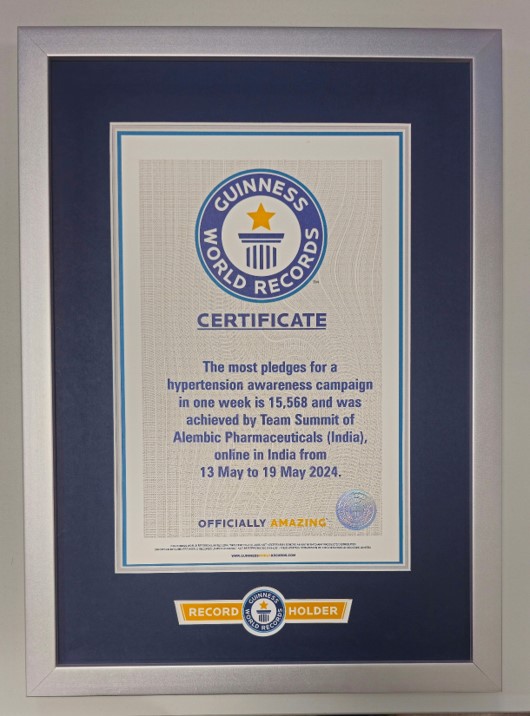 GUINNESS
WORLD RECORDS
CERTIFICATE
The most pledges for a
hypertension awareness campaign
in one week is 15,568 and was
achieved by Team Summit of
Alembic Pharmaceuticals (India),
online in India from
13 May to 19 May 2024.
OFFICIALLY AMAZING
RECORD
GUINNESS
WORLD RECORDS
HOLDER